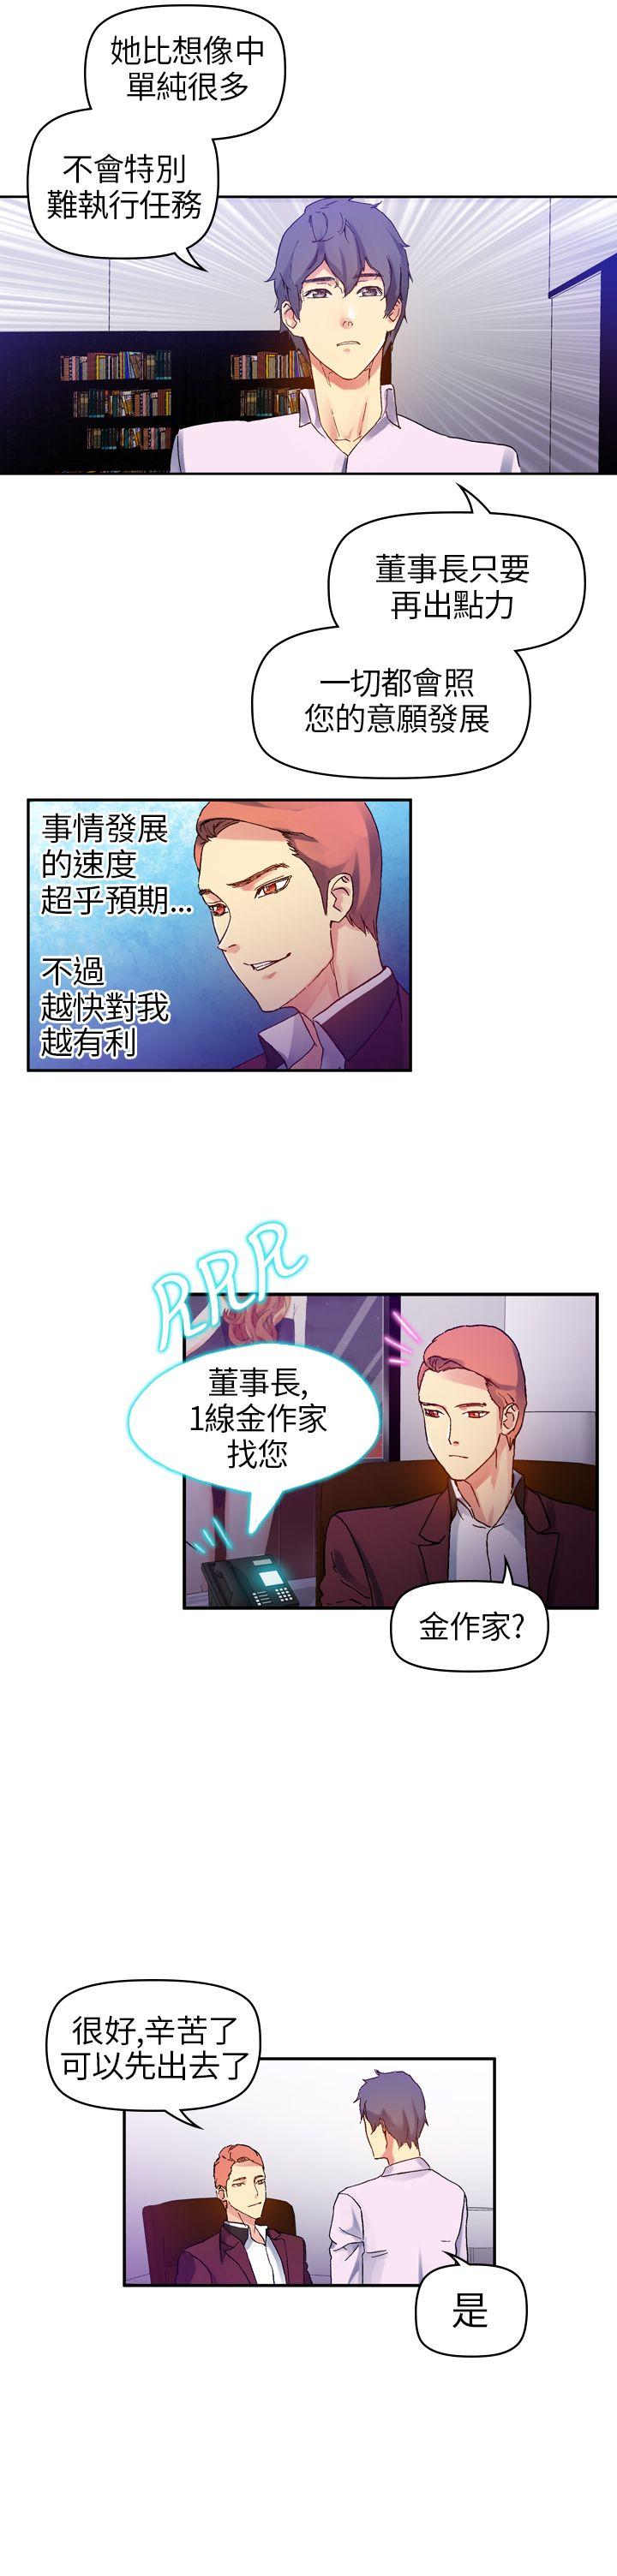 她比想像中
單純很多
不會特別
難執行任務
董事長只要
再出點力
一切都會照
您的意願發展
事情發展
的速度
超乎預期...
不過
越快對我
越有利
RRR
董事長,
1線金作家
找您
金作家?
很好,辛苦了
可以先出去了
是